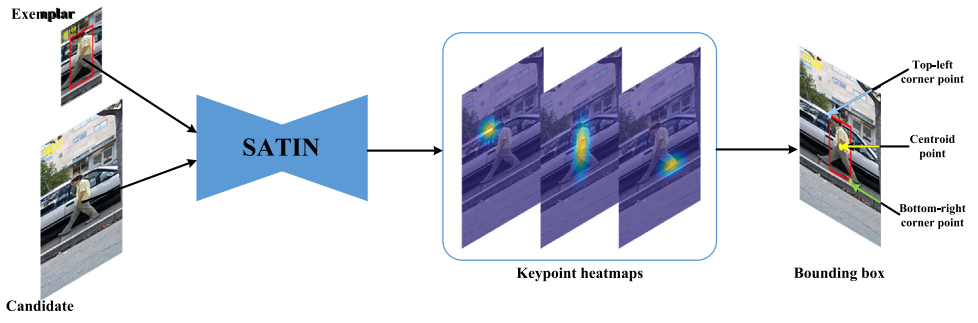 Exemplar
SATIN
Candidate
Keypoint heatmaps
Top-left
corner point
Centroid
point
Bottom-right
corner point
Bounding box